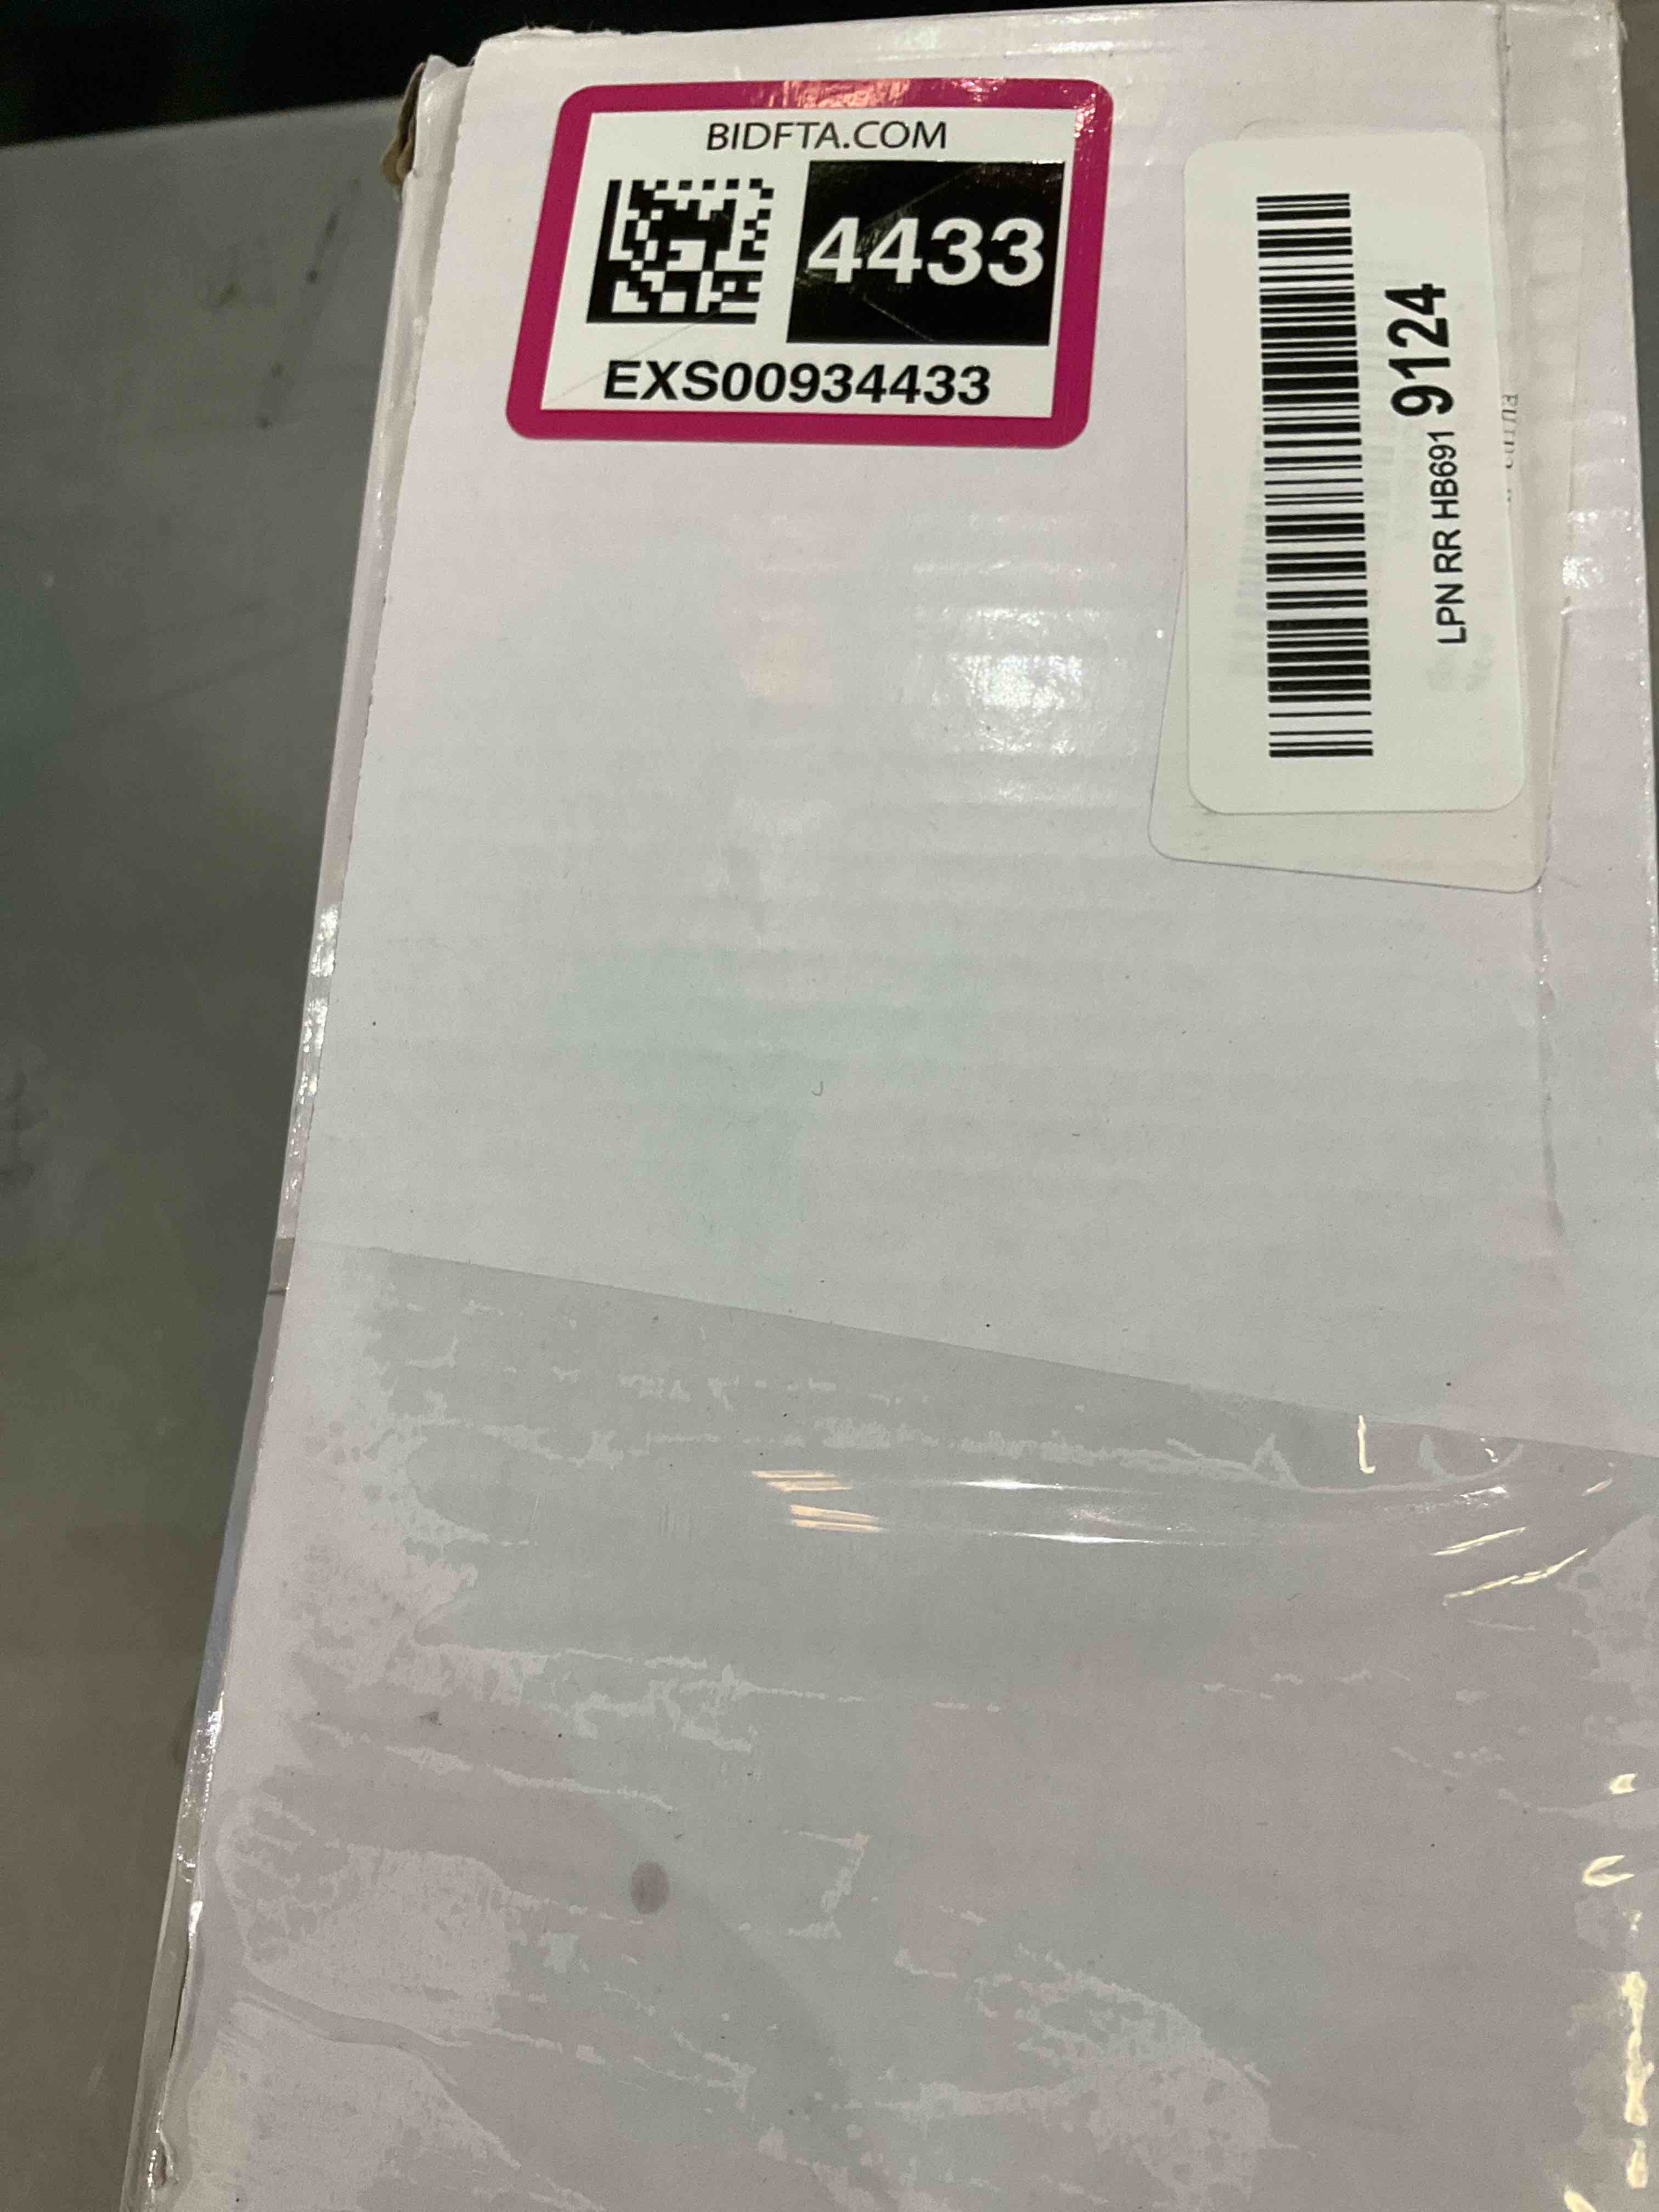 BIDFTA.COM
4433
EXS00934433
LPN RR HB691 9124